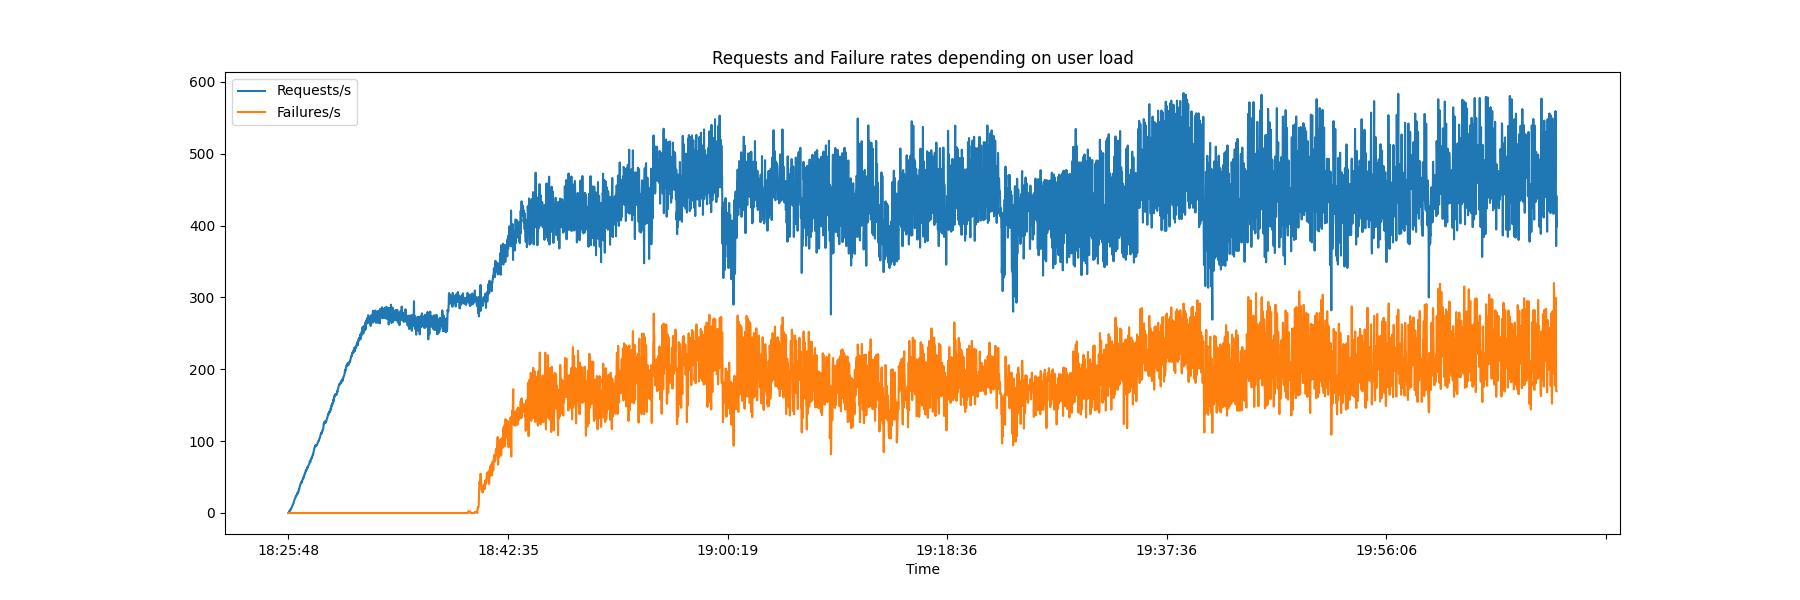 Requests and Failure rates depending on user load
600
500
400
300
200
100
0
Requests/s
Failures/s
18:25:48 18:42:35 19:00:19 19:18:36 19:37:36 19:56:06
Time